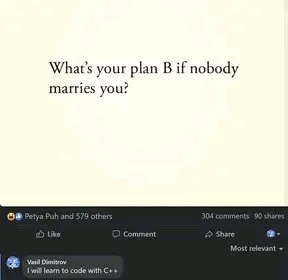 What's your plan B if nobody
marries you?
Petya Puh and 579 others
304 comments 90 shares
Like
Comment
Share
Most relevant
Vasil Dimitrov
I will learn to code with C++